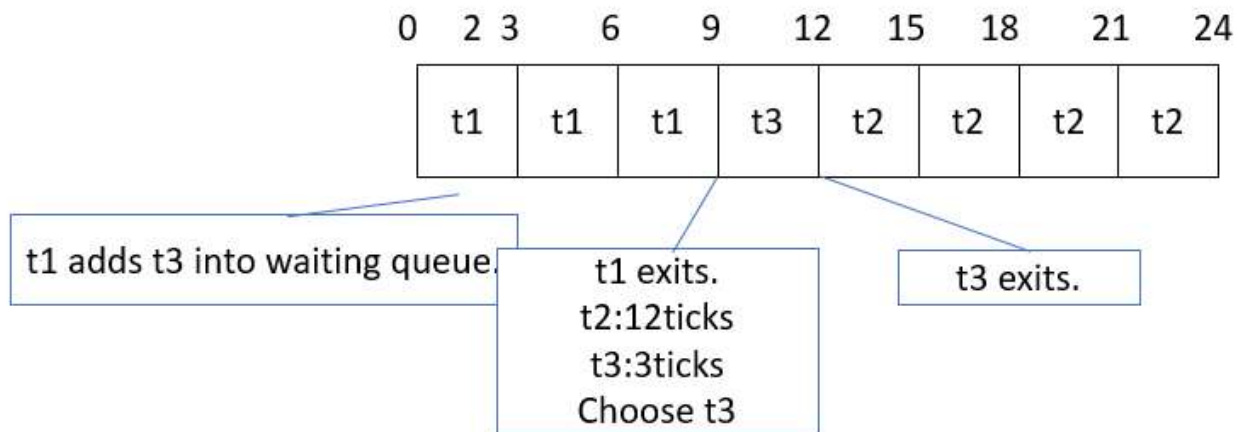 0 2 3 6 9 12 15 18 21 24
t1 t1 t1 t3 t2 t2 t2 t2
t1 adds t3 into waiting queue.
t1 exits.
t2:12ticks
t3:3ticks
Choose t3
t3 exits.